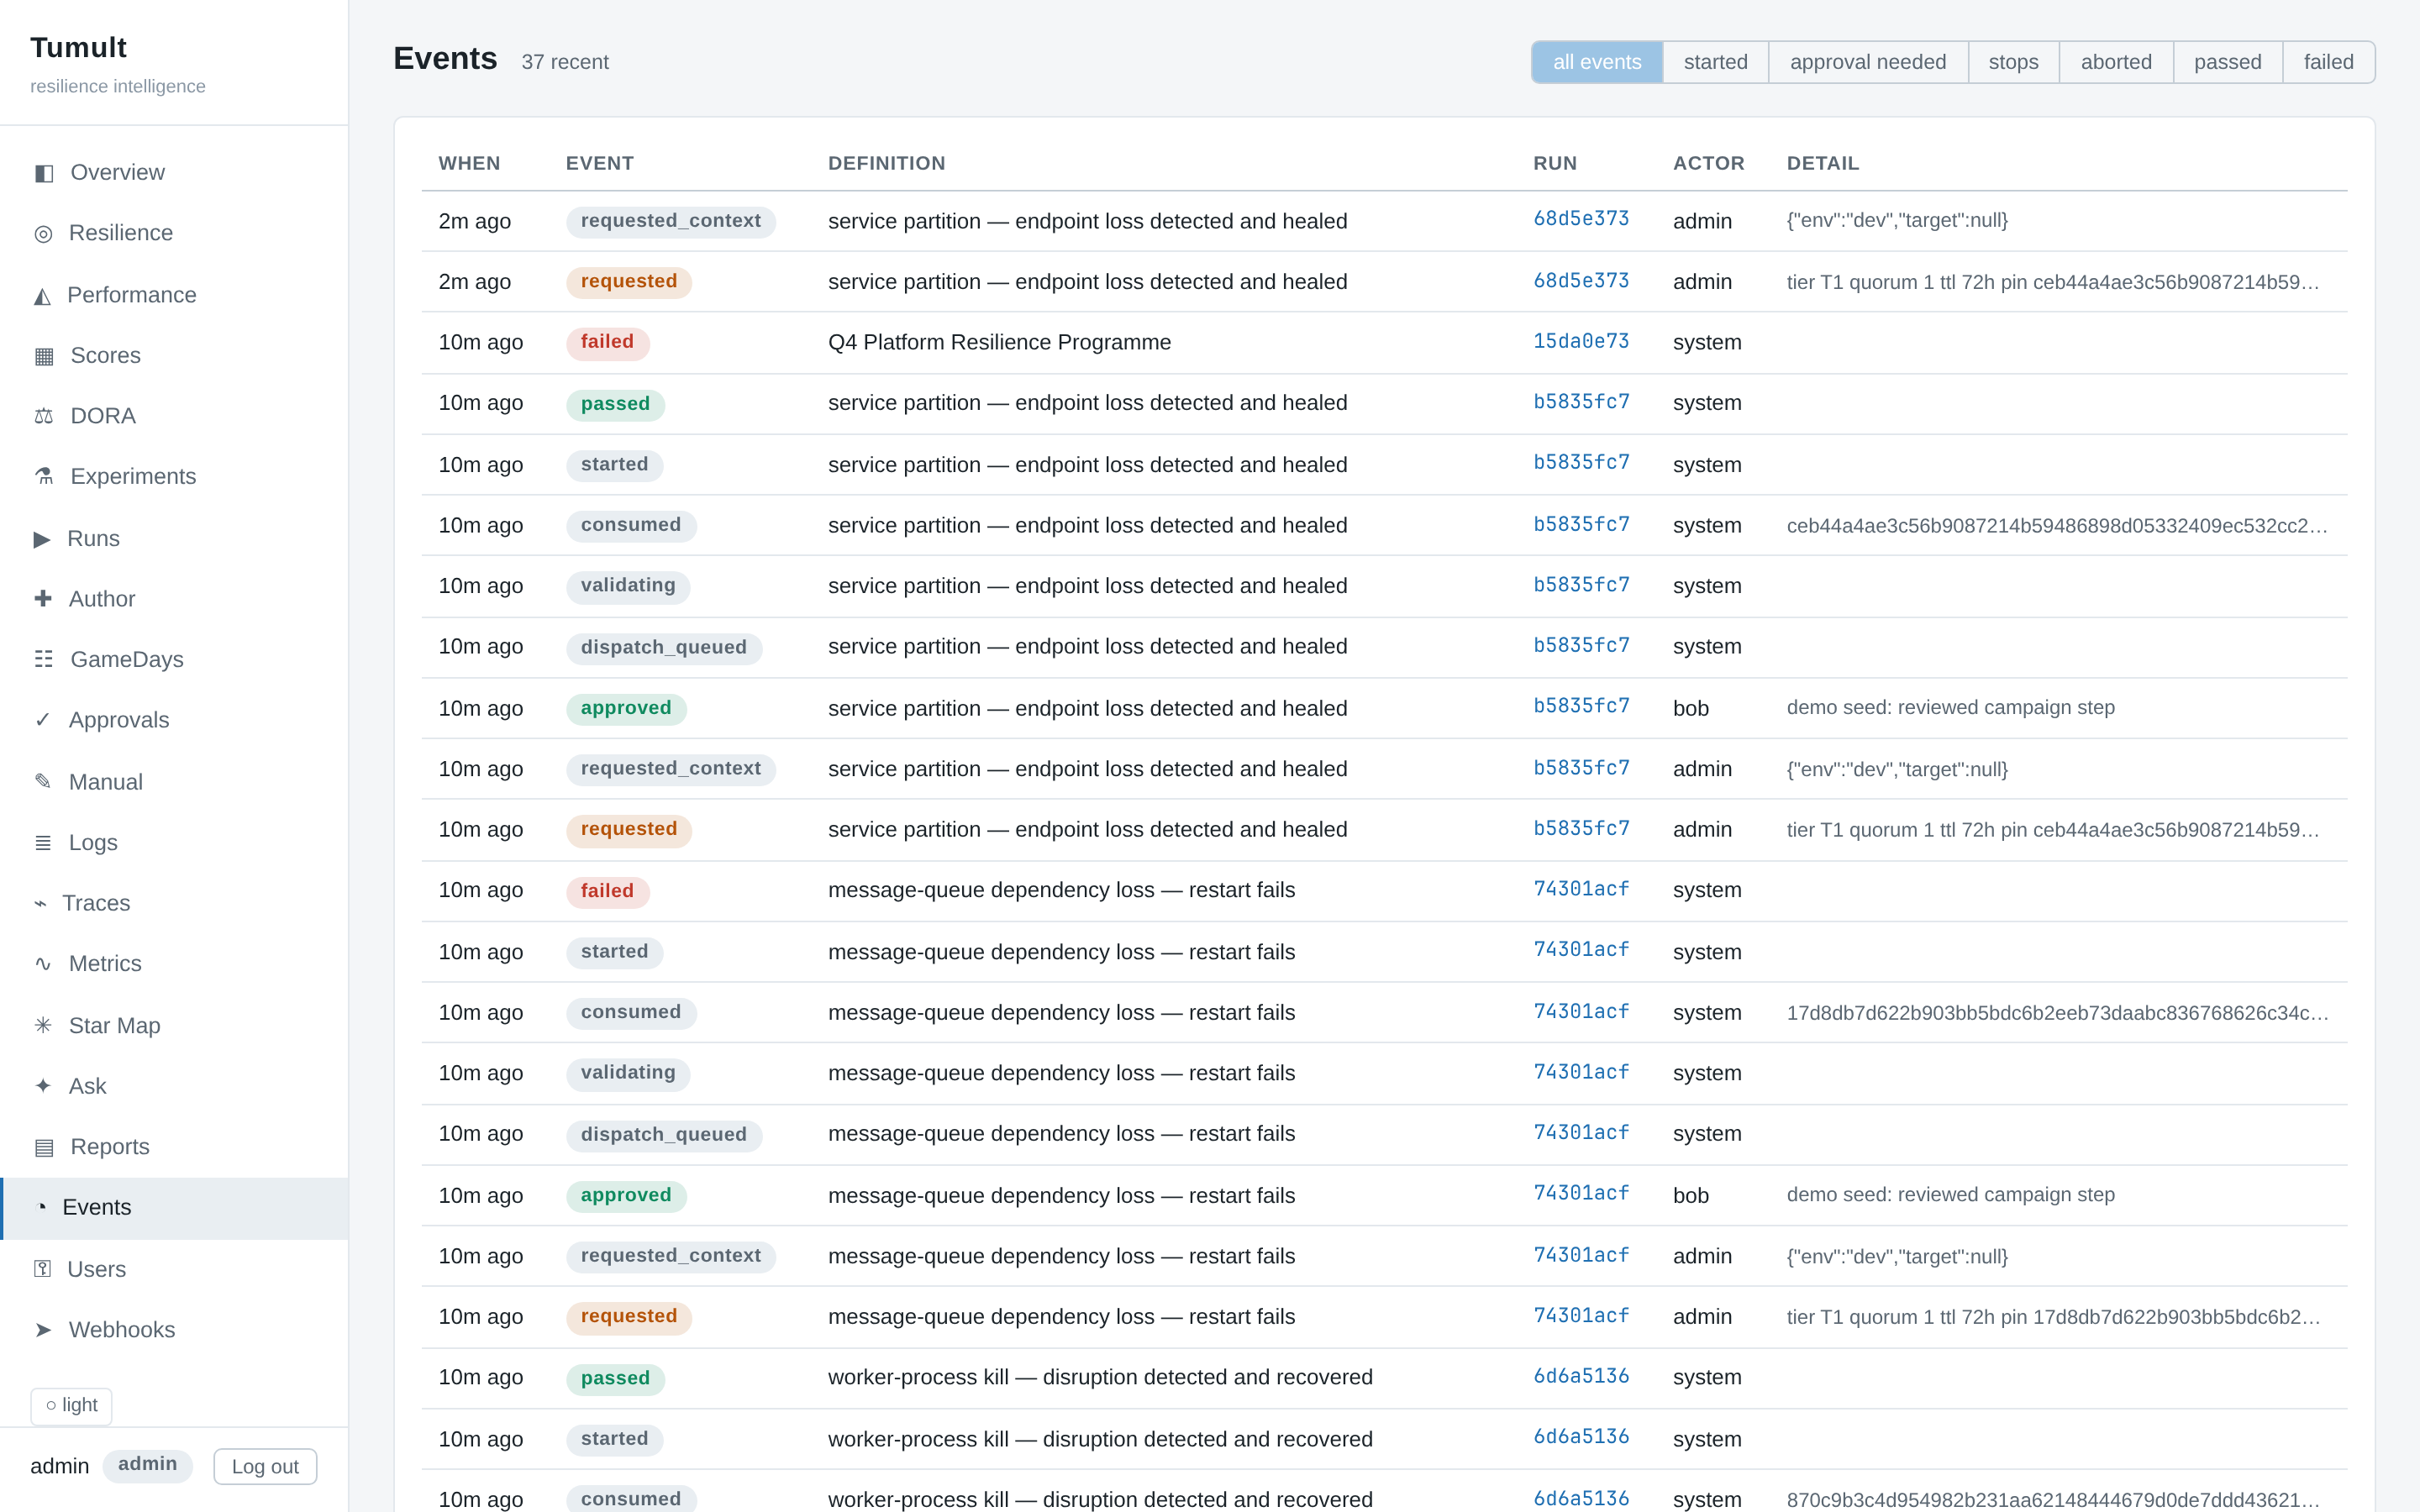 Tumult
resilience intelligence
Overview
Resilience
Performance
Scores
DORA
Experiments
Runs
Author
GameDays
Approvals
Manual
Logs
Traces
Metrics
Star Map
Ask
Reports
Events
Users
Webhooks
light
admin admin Log out
Events 37 recent
all events started approval needed stops aborted passed failed
WHEN EVENT DEFINITION RUN ACTOR DETAIL
2m ago requested_context service partition — endpoint loss detected and healed 68d5e373 admin {"env":"dev","target":null}
2m ago requested service partition — endpoint loss detected and healed 68d5e373 admin tier T1 quorum 1 ttl 72h pin ceb44a4ae3c56b9087214b59…
10m ago failed Q4 Platform Resilience Programme 15da0e73 system
10m ago passed service partition — endpoint loss detected and healed b5835fc7 system
10m ago started service partition — endpoint loss detected and healed b5835fc7 system
10m ago consumed service partition — endpoint loss detected and healed b5835fc7 system ceb44a4ae3c56b9087214b59486898d05332409ec532cc2…
10m ago validating service partition — endpoint loss detected and healed b5835fc7 system
10m ago dispatch_queued service partition — endpoint loss detected and healed b5835fc7 system
10m ago approved service partition — endpoint loss detected and healed b5835fc7 bob demo seed: reviewed campaign step
10m ago requested_context service partition — endpoint loss detected and healed b5835fc7 admin {"env":"dev","target":null}
10m ago requested service partition — endpoint loss detected and healed b5835fc7 admin tier T1 quorum 1 ttl 72h pin ceb44a4ae3c56b9087214b59…
10m ago failed message-queue dependency loss — restart fails 74301acf system
10m ago started message-queue dependency loss — restart fails 74301acf system
10m ago consumed message-queue dependency loss — restart fails 74301acf system 17d8db7d622b903bb5bdc6b2eeb73daabc836768626c34c…
10m ago validating message-queue dependency loss — restart fails 74301acf system
10m ago dispatch_queued message-queue dependency loss — restart fails 74301acf system
10m ago approved message-queue dependency loss — restart fails 74301acf bob demo seed: reviewed campaign step
10m ago requested_context message-queue dependency loss — restart fails 74301acf admin {"env":"dev","target":null}
10m ago requested message-queue dependency loss — restart fails 74301acf admin tier T1 quorum 1 ttl 72h pin 17d8db7d622b903bb5bdc6b2…
10m ago passed worker-process kill — disruption detected and recovered 6d6a5136 system
10m ago started worker-process kill — disruption detected and recovered 6d6a5136 system
10m ago consumed worker-process kill — disruption detected and recovered 6d6a5136 system 870c9b3c4d954982b231aa62148444679d0de7ddd43621…